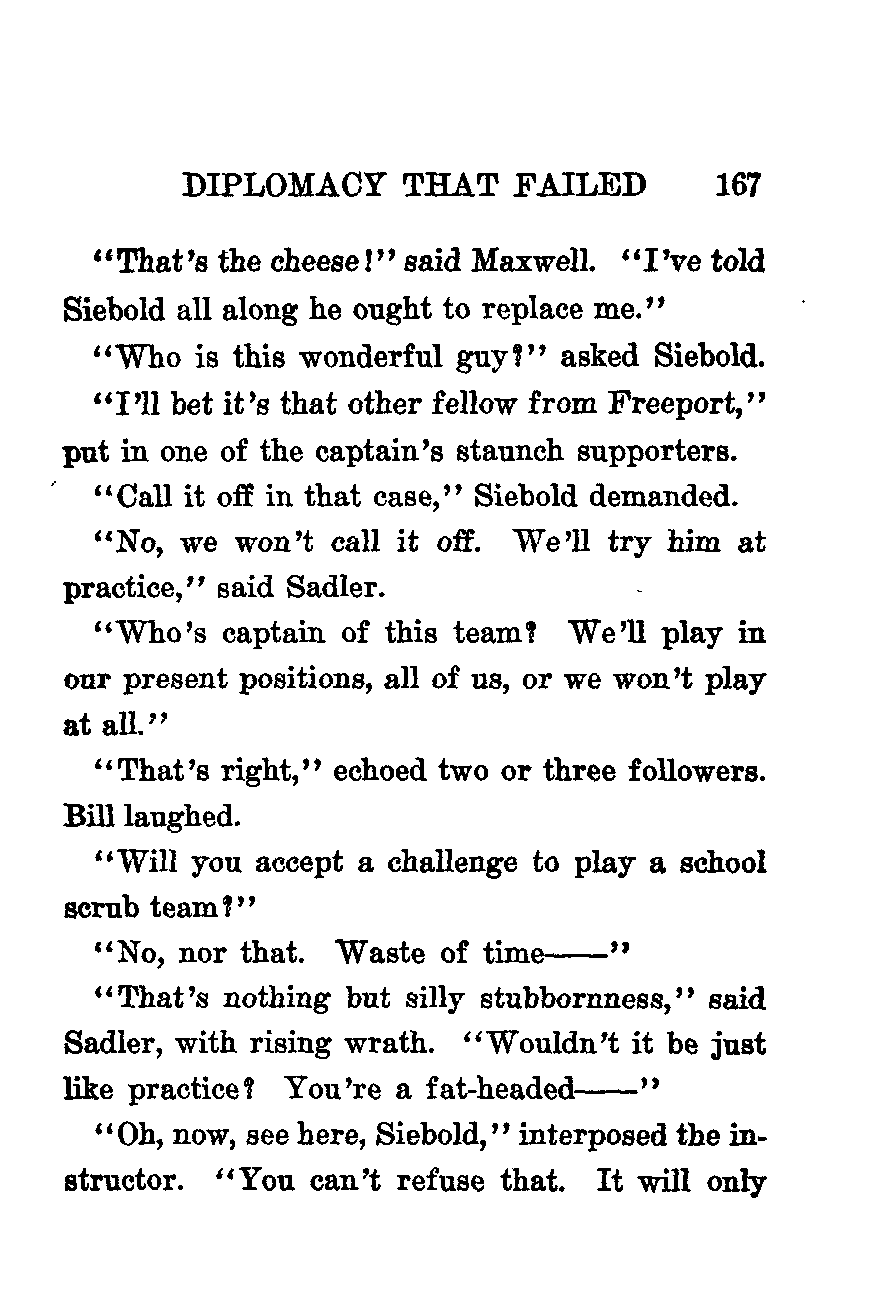 DIPLOMACY THAT FAILED 167
“That’s the cheese!” said Maxwell. “I’ve told
Siebold all along he ought to replace me.”
“Who is this wonderful guy?” asked Siebold.
“I’ll bet it’s that other fellow from Freeport,”
put in one of the captain’s staunch supporters.
“Call it off in that case,” Siebold demanded.
“No, we won’t call it off. We’ll try him at
practice,” said Sadler.
“Who’s captain of this team? We’ll play in
our present positions, all of us, or we won’t play
at all.”
“That’s right,” echoed two or three followers.
Bill laughed.
“Will you accept a challenge to play a school
scrub team?”
“No, nor that. Waste of time——”
“That’s nothing but silly stubbornness,” said
Sadler, with rising wrath. “Wouldn’t it be just
like practice? You’re a fat-headed——”
“Oh, now, see here, Siebold,” interposed the in-
structor. “You can’t refuse that. It will only